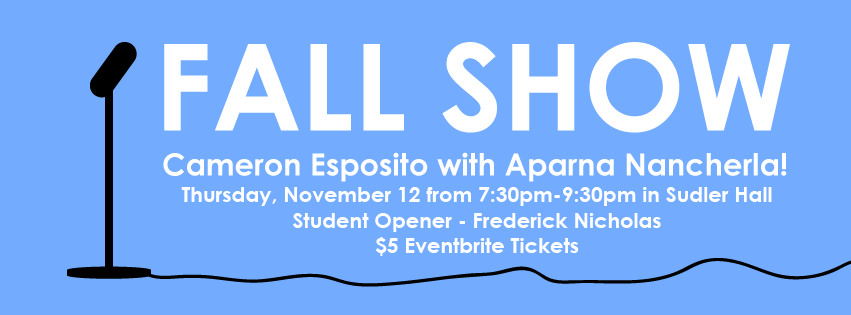 FALL SHOW
Cameron Esposito with Aparna Nancherla!
Thursday, November 12 from 7:30pm-9:30pm in Sudler Hall
Student Opener - Frederick Nicholas
$5 Eventbrite Tickets